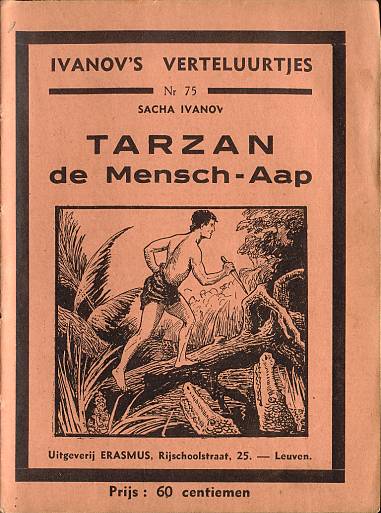 IVANOV'S VERTELUURTJES
Nr 75
SACHA IVANOV
TARZAN
de Mensch-Aap
Uitgeverij ERASMUS, Rijschoolstraat, 25. — Leuven.
Prijs : 60 centiemen